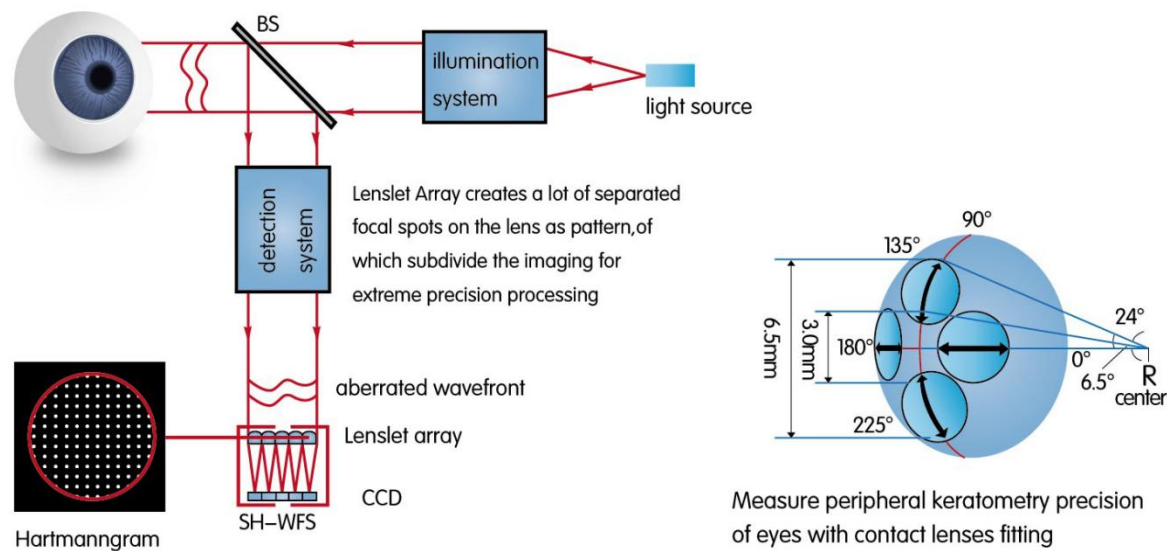 BS
illumination
system
light source
detection
system
Lenslet Array creates a lot of separated
focal spots on the lens as pattern,of
which subdivide the imaging for
extreme precision processing
aberrated wavefront
Lenslet array
CCD
SH-WFS
Hartmanngram
90°
135°
24°
6.5mm
3.0mm
180°
0°
6.5°
R
center
225°
Measure peripheral keratometry precision
of eyes with contact lenses fitting